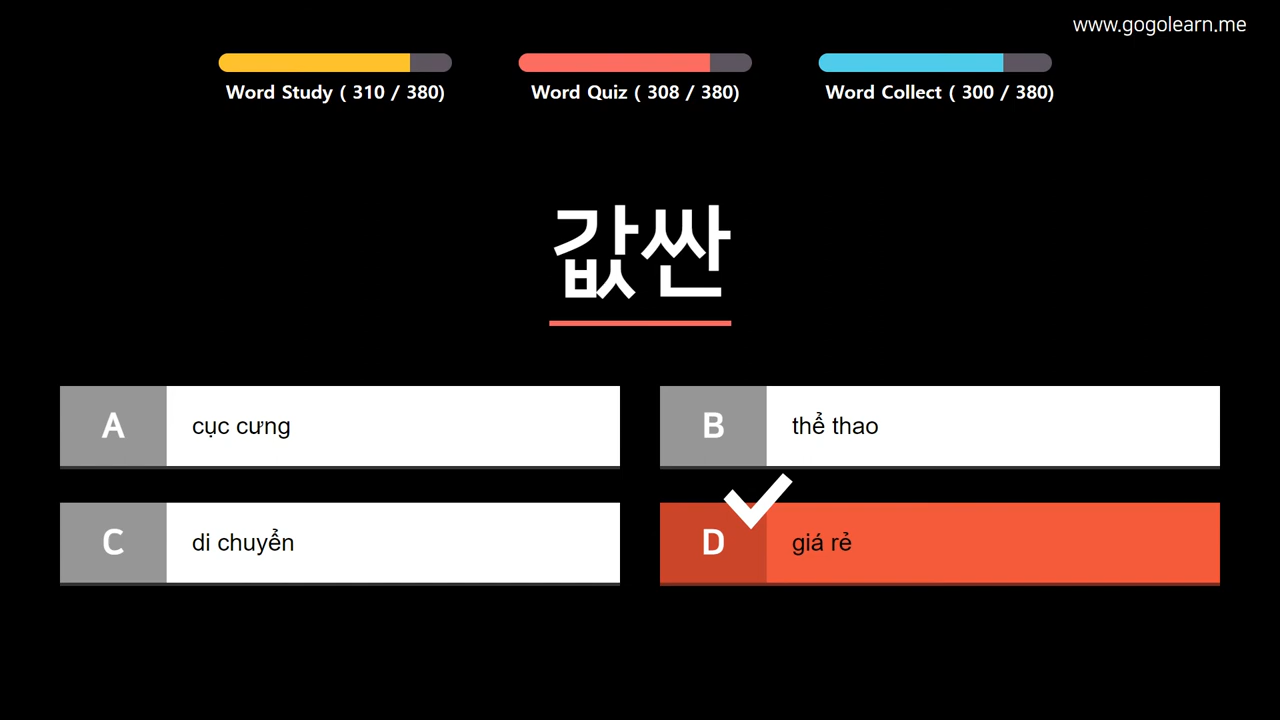 www.gogolearn.me
Word Study ( 310 / 380)
Word Quiz ( 308 / 380)
Word Collect ( 300 / 380)
값싼
A
cục cưng
B
thể thao
C
di chuyển
D
giá rẻ